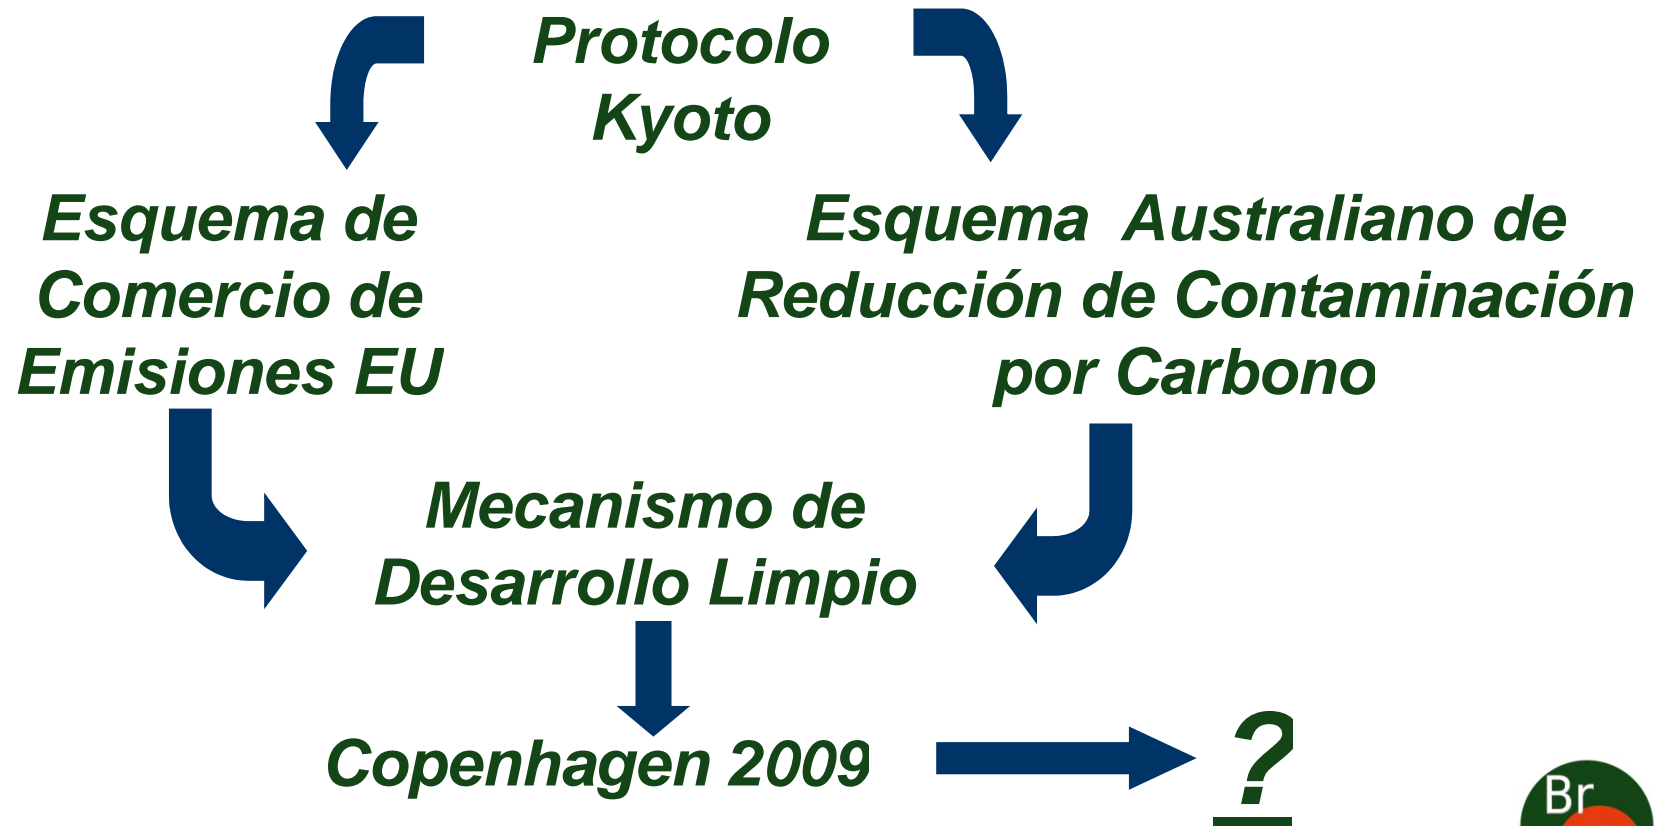 Protocolo
Kyoto
Esquema de
Comercio de
Emisiones EU
Esquema Australiano de
Reducción de Contaminación
por Carbono
Mecanismo de
Desarrollo Limpio
Copenhagen 2009
?
Br